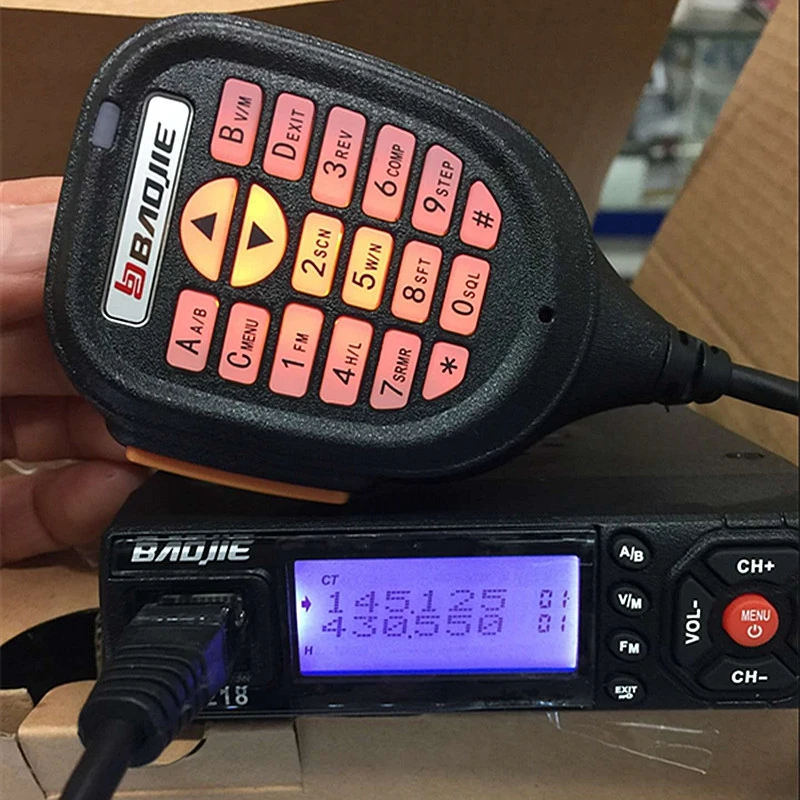 BAOJIE
B V/M
D EXIT
3 REV
6 COMP
9 STEP
#
2 SCN
5 W/N
8 SFT
0 SQL
A A/B
C MENU
1 FM
4 H/L
7 SRMR
*
BAOJIE
CT
145.125 01
430.550 01
H
A/B
V/M
FM
EXIT
CH+
VOL-
MENU
CH-
218